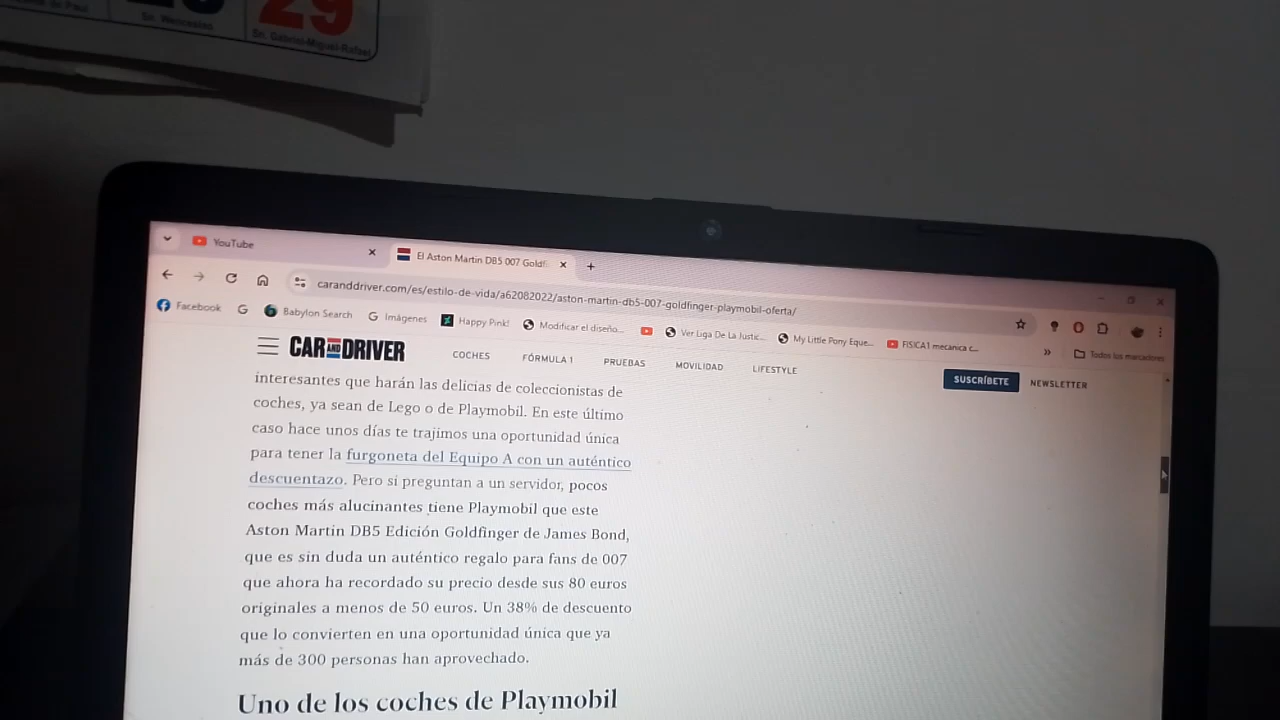 29
Sn. Wenceslao
Sn. Gabriel-Miguel-Rafael
YouTube
El Aston Martin DB5 007 Goldf
caranddriver.com/es/estilo-de-vida/a62082022/aston-martin-db5-007-goldfinger-playmobil-oferta/
Facebook
G
Babylon Search
Imágenes
Happy Pink!
Modificar el diseño...
Ver Liga De La Justic...
My Little Pony Eque...
FISICA1 mecanica c...
Todos los marcadores
CAR AND DRIVER
COCHES
FÓRMULA 1
PRUEBAS
MOVILIDAD
LIFESTYLE
SUSCRÍBETE
NEWSLETTER
interesantes que harán las delicias de coleccionistas de
coches, ya sean de Lego o de Playmobil. En este último
caso hace unos días te trajimos una oportunidad única
para tener la furgoneta del Equipo A con un auténtico
descuentazo. Pero si preguntan a un servidor, pocos
coches más alucinantes tiene Playmobil que este
Aston Martin DB5 Edición Goldfinger de James Bond,
que es sin duda un auténtico regalo para fans de 007
que ahora ha recordado su precio desde sus 80 euros
originales a menos de 50 euros. Un 38% de descuento
que lo convierten en una oportunidad única que ya
más de 300 personas han aprovechado.
Uno de los coches de Playmobil